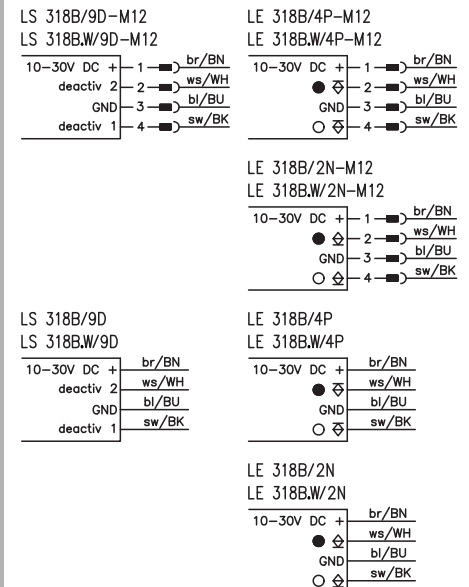 LS 318B/9D-M12
LS 318B.W/9D-M12
10-30V DC + 1 br/BN
deactiv 2 2 ws/WH
GND 3 bl/BU
deactiv 1 4 sw/BK
LE 318B/4P-M12
LE 318B.W/4P-M12
10-30V DC + 1 br/BN
2 ws/WH
GND 3 bl/BU
4 sw/BK
LE 318B/2N-M12
LE 318B.W/2N-M12
10-30V DC + 1 br/BN
2 ws/WH
GND 3 bl/BU
4 sw/BK
LS 318B/9D
LS 318B.W/9D
10-30V DC + br/BN
deactiv 2 ws/WH
GND bl/BU
deactiv 1 sw/BK
LE 318B/4P
LE 318B.W/4P
10-30V DC + br/BN
ws/WH
GND bl/BU
sw/BK
LE 318B/2N
LE 318B.W/2N
10-30V DC + br/BN
ws/WH
GND bl/BU
sw/BK